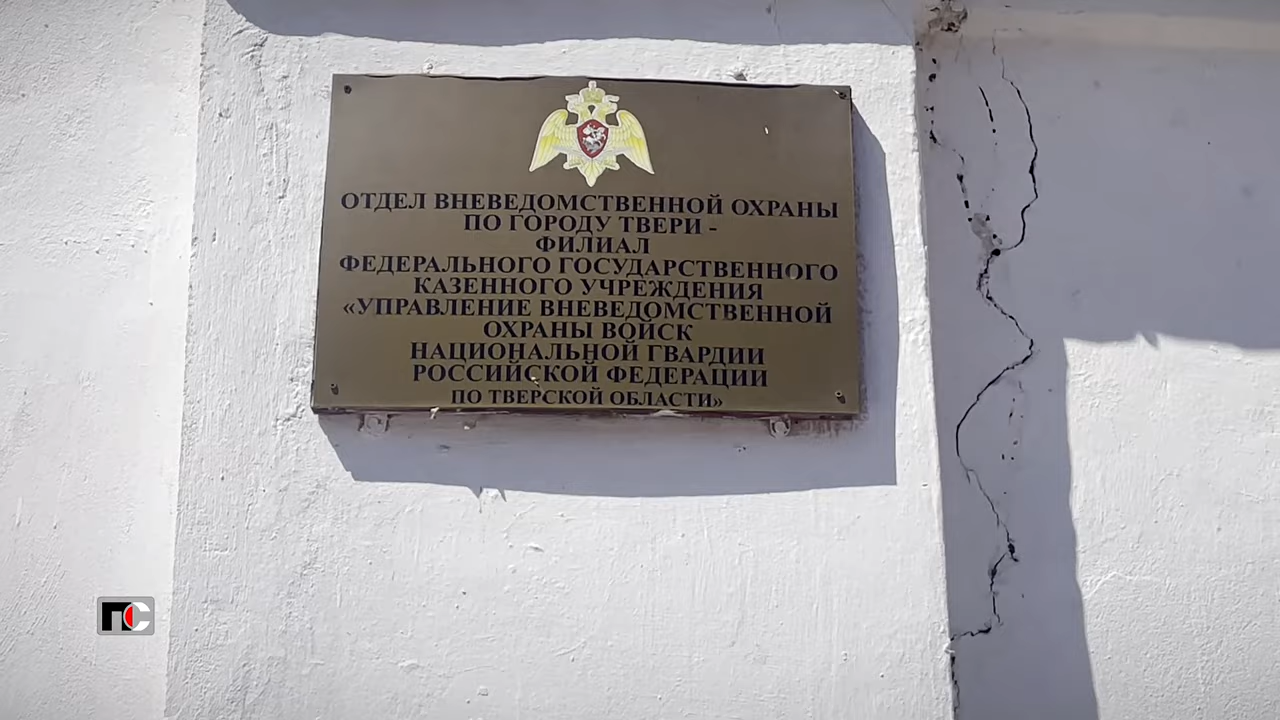 ОТДЕЛ ВНЕВЕДОМСТВЕННОЙ ОХРАНЫ
ПО ГОРОДУ ТВЕРИ -
ФИЛИАЛ
ФЕДЕРАЛЬНОГО ГОСУДАРСТВЕННОГО
КАЗЕННОГО УЧРЕЖДЕНИЯ
«УПРАВЛЕНИЕ ВНЕВЕДОМСТВЕННОЙ
ОХРАНЫ ВОЙСК
НАЦИОНАЛЬНОЙ ГВАРДИИ
РОССИЙСКОЙ ФЕДЕРАЦИИ
ПО ТВЕРСКОЙ ОБЛАСТИ»
ПС